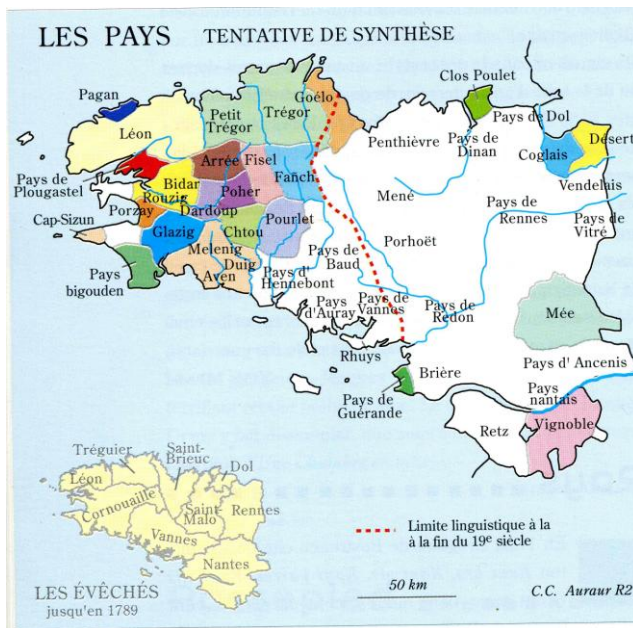 LES PAYS TENTATIVE DE SYNTHÈSE
Clos Poulet
Pagan
Goélo
Trégor
Petit
Trégor
Léon
Penthièvre
Pays de Dol
Pays de
Dinan
Désert
Coglais
Arrée
Fisel
Fañch
Pays de
Plougastel
Bidar
Rouzig
Poher
Mené
Vendelais
Porzay
Dardoup
Pays de
Rennes
Cap-Sizun
Glazig
Chtou
Pourlet
Pays de
Vitré
Melenig
Porhoët
Duig
Aven
Pays
bigouden
Pays d'
Hennebont
Pays de
Baud
Pays
d'Auray
Pays de
Vannes
Pays de
Redon
Mée
Rhuys
Brière
Pays d' Ancenis
Pays de
Guérande
Pays
nantais
Retz
Vignoble
Saint-
Brieuc
Tréguier
Dol
Léon
Cornouaille
Saint-
Malo
Rennes
Vannes
Nantes
LES ÉVÊCHÉS
jusqu'en 1789
Limite linguistique à la
à la fin du 19e siècle
50 km
C.C. Auraur R2